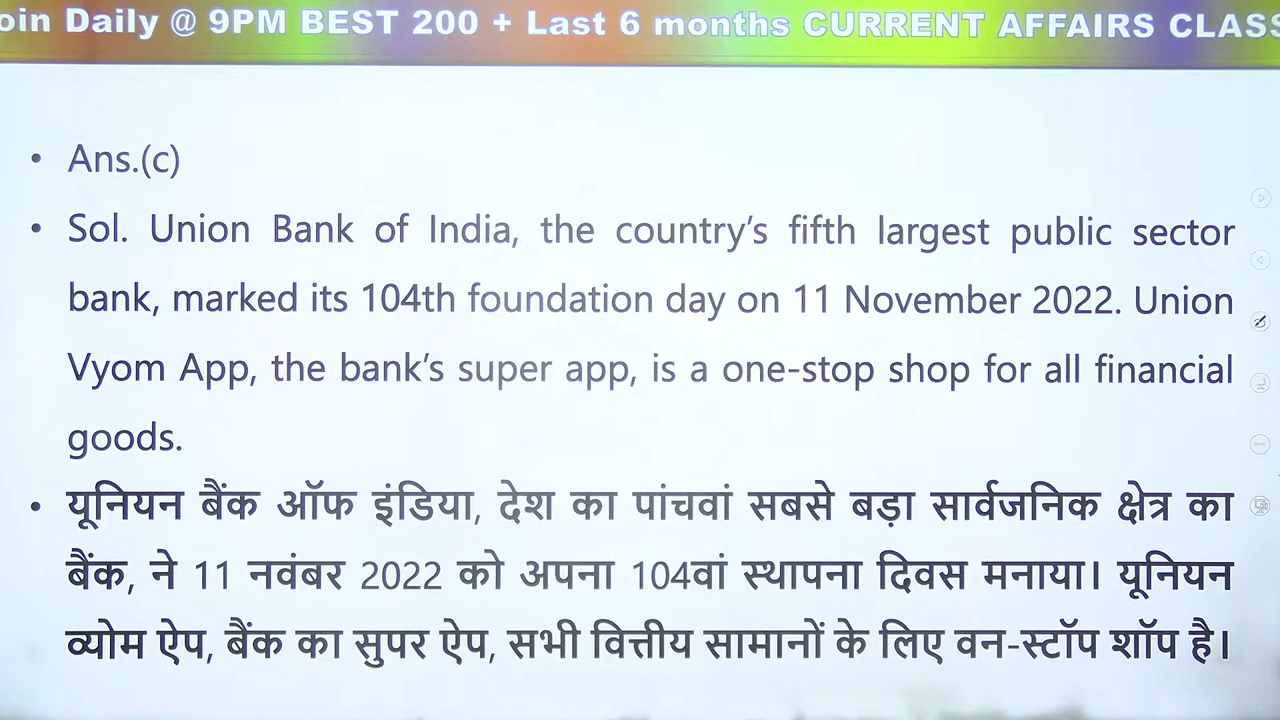 oin Daily @ 9PM BEST 200 + Last 6 months CURRENT AFFAIRS CLASS
• Ans.(c)
• Sol. Union Bank of India, the country's fifth largest public sector
bank, marked its 104th foundation day on 11 November 2022. Union
Vyom App, the bank's super app, is a one-stop shop for all financial
goods.
• यूनियन बैंक ऑफ इंडिया, देश का पांचवां सबसे बड़ा सार्वजनिक क्षेत्र का
बैंक, ने 11 नवंबर 2022 को अपना 104वां स्थापना दिवस मनाया। यूनियन
व्योम ऐप, बैंक का सुपर ऐप, सभी वित्तीय सामानों के लिए वन-स्टॉप शॉप है।